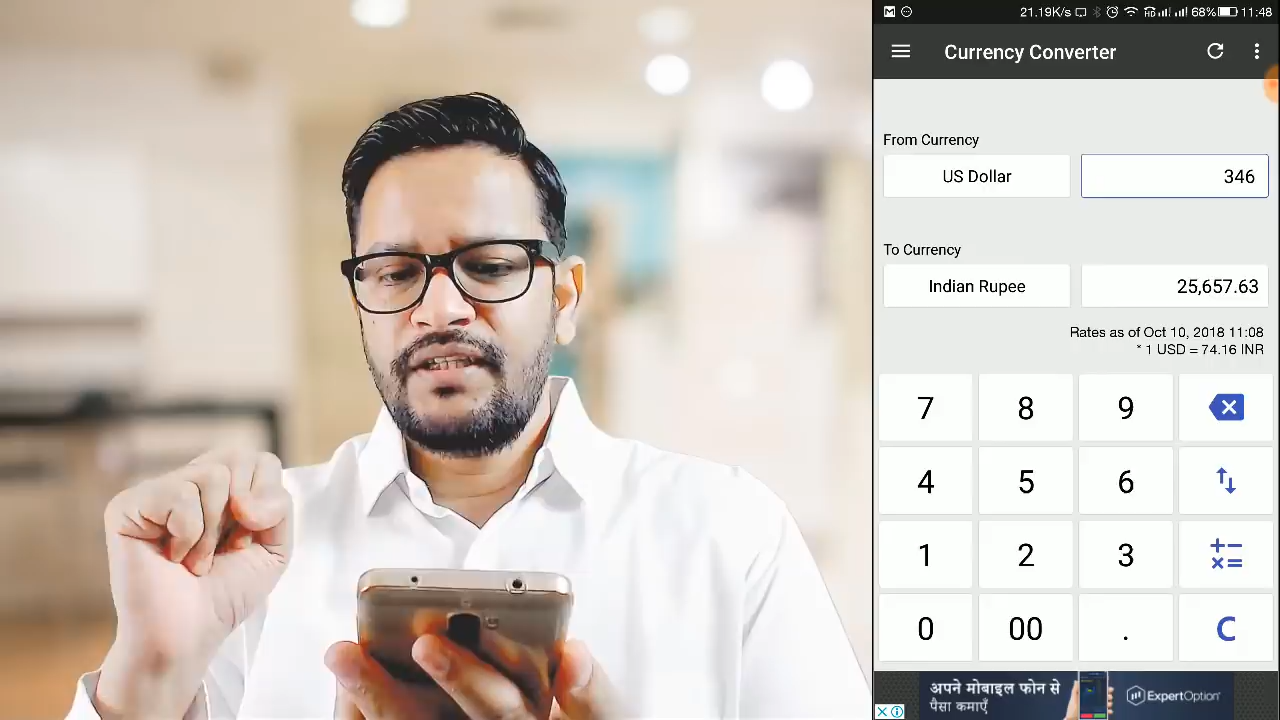 21.19K/s HD 68% 11:48
Currency Converter
From Currency
US Dollar 346
To Currency
Indian Rupee 25,657.63
Rates as of Oct 10, 2018 11:08
* 1 USD = 74.16 INR
7 8 9
4 5 6
1 2 3
0 00 . C
अपने मोबाइल फोन से
पैसा कमाएँ
ExpertOption